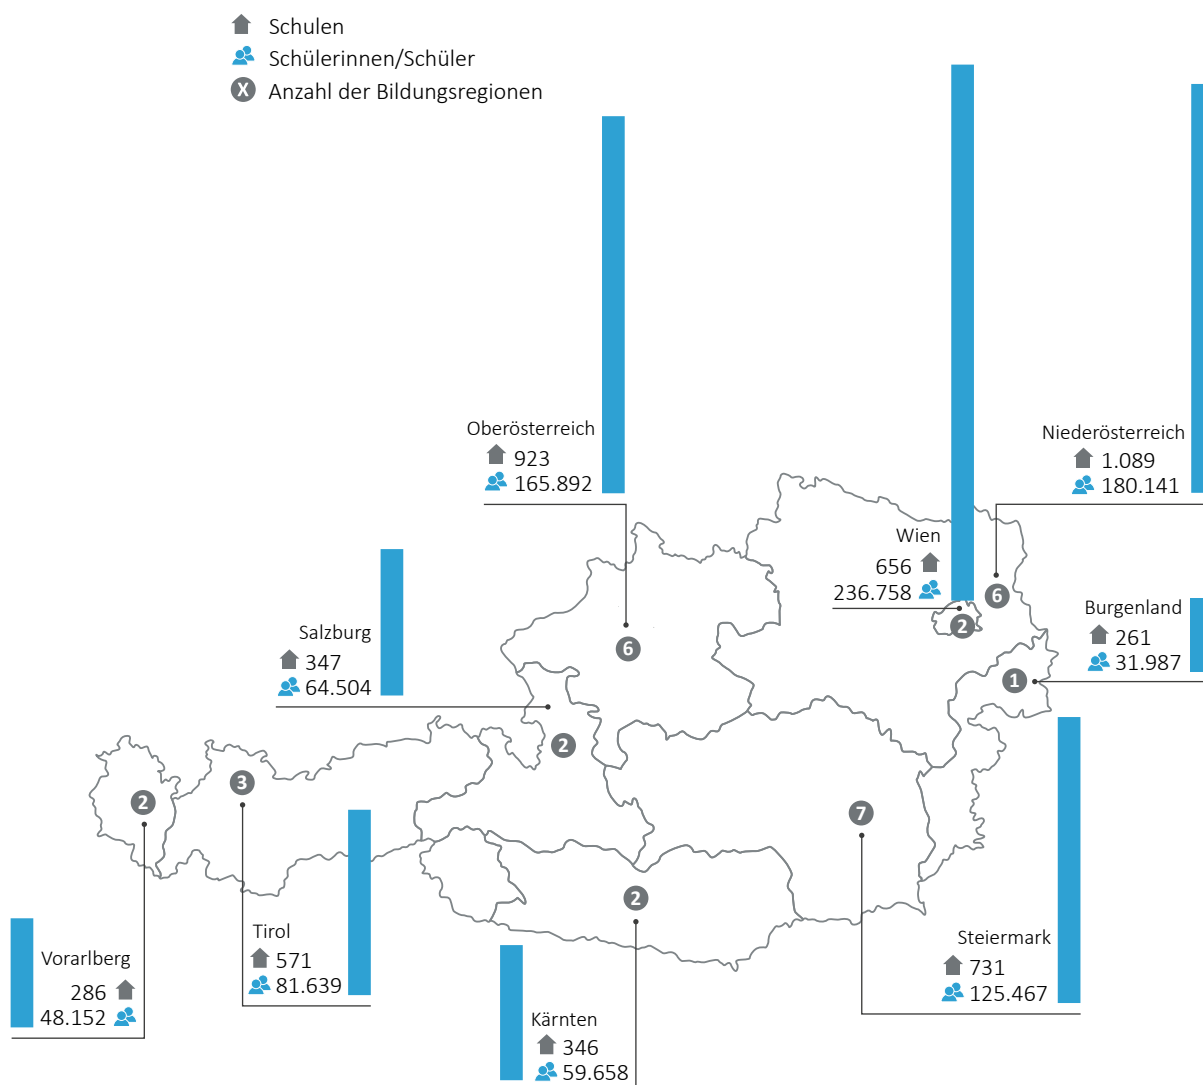 Schulen
Schülerinnen/Schüler
X Anzahl der Bildungsregionen
Oberösterreich
923
165.892
Niederösterreich
1.089
180.141
Wien
656
236.758
6
2
Burgenland
261
31.987
1
Salzburg
347
64.504
6
2
3
2
7
2
Vorarlberg
286
48.152
Tirol
571
81.639
Kärnten
346
59.658
Steiermark
731
125.467